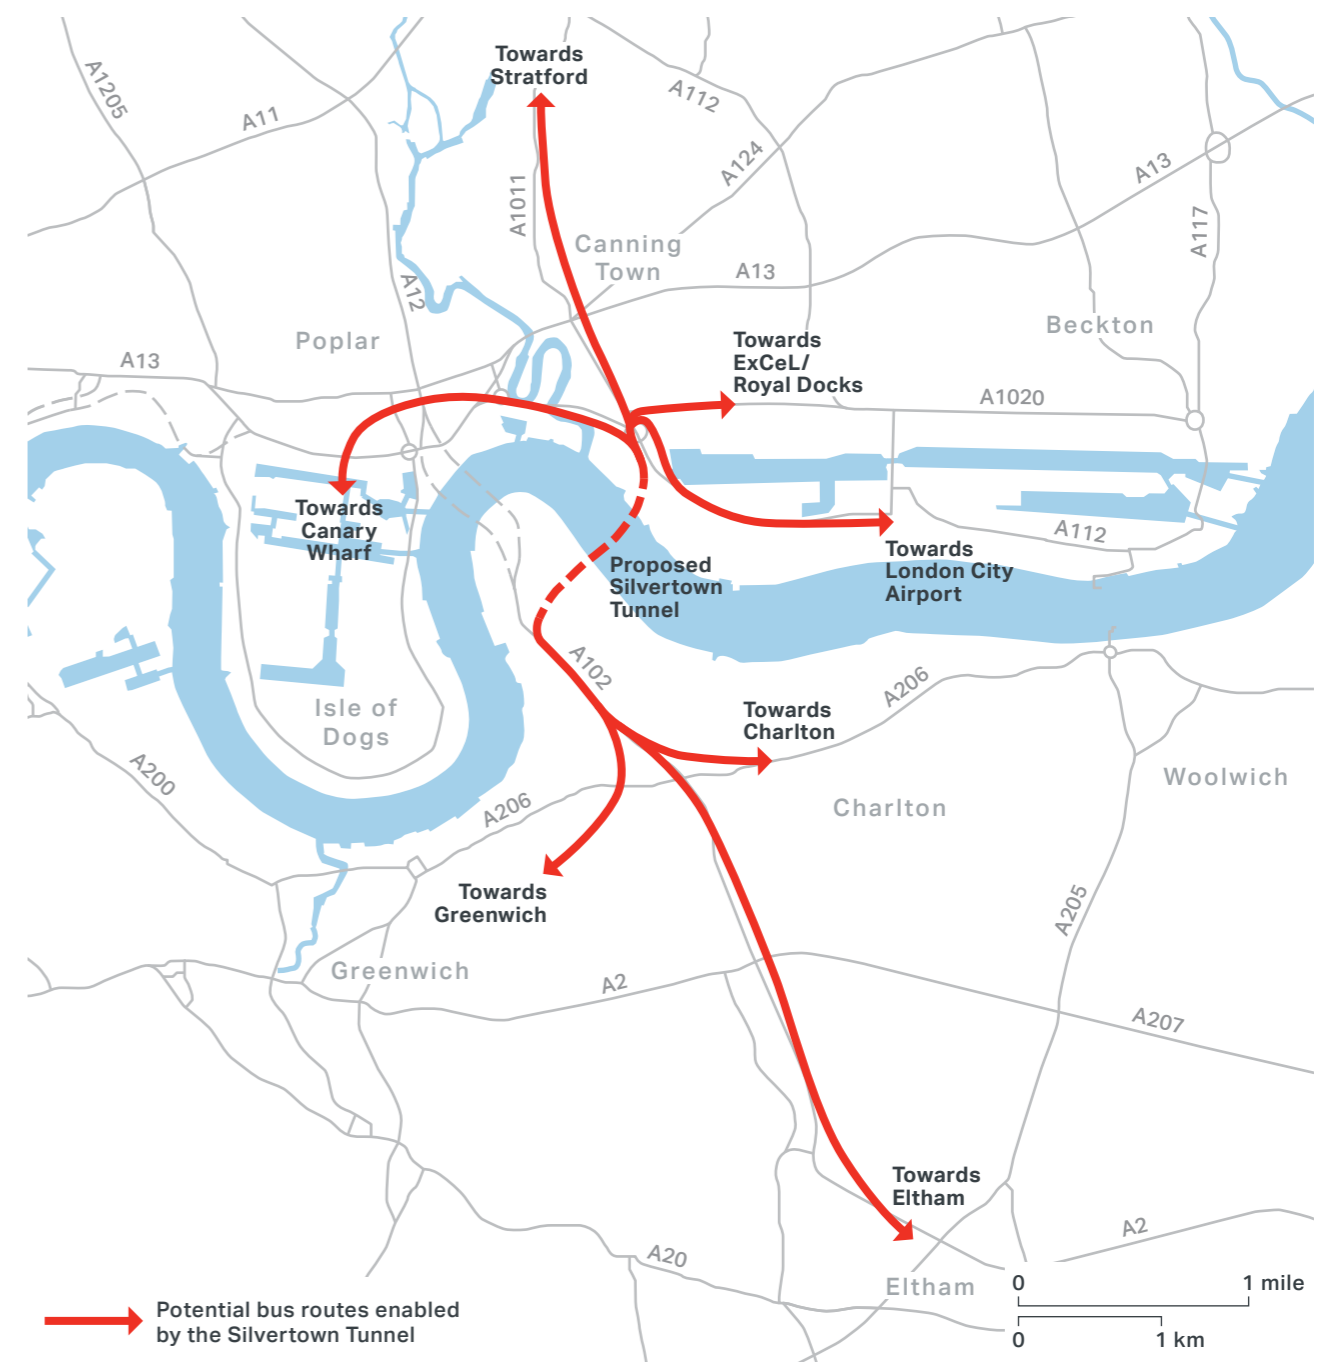 Towards
Stratford
A1205
A11
A112
A124
A13
A1011
A117
Canning
Town
A13
A12
Beckton
Poplar
Towards
ExCeL/
Royal Docks
A13
A1020
Towards
Canary
Wharf
A112
Towards
London City
Airport
Proposed
Silvertown
Tunnel
A102
A206
Isle of
Dogs
Towards
Charlton
A200
Woolwich
A206
Charlton
Towards
Greenwich
A205
Greenwich
A2
A207
Towards
Eltham
A2
A20
Eltham
0
1 mile
0
1 km
Potential bus routes enabled
by the Silvertown Tunnel